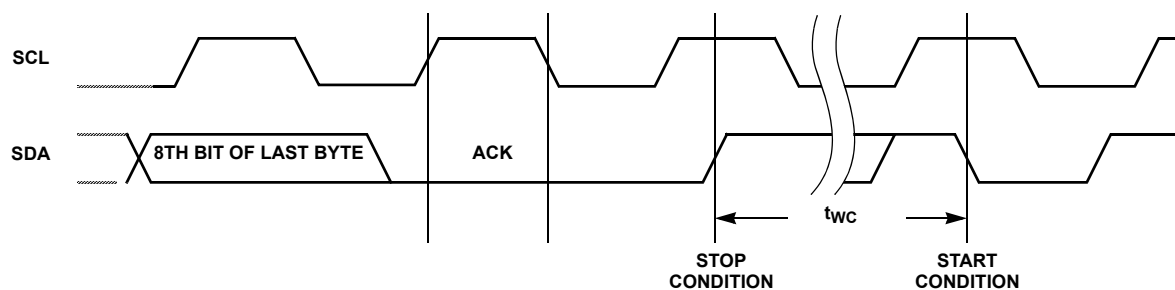 SCL
SDA
8TH BIT OF LAST BYTE
ACK
tWC
STOP
CONDITION
START
CONDITION